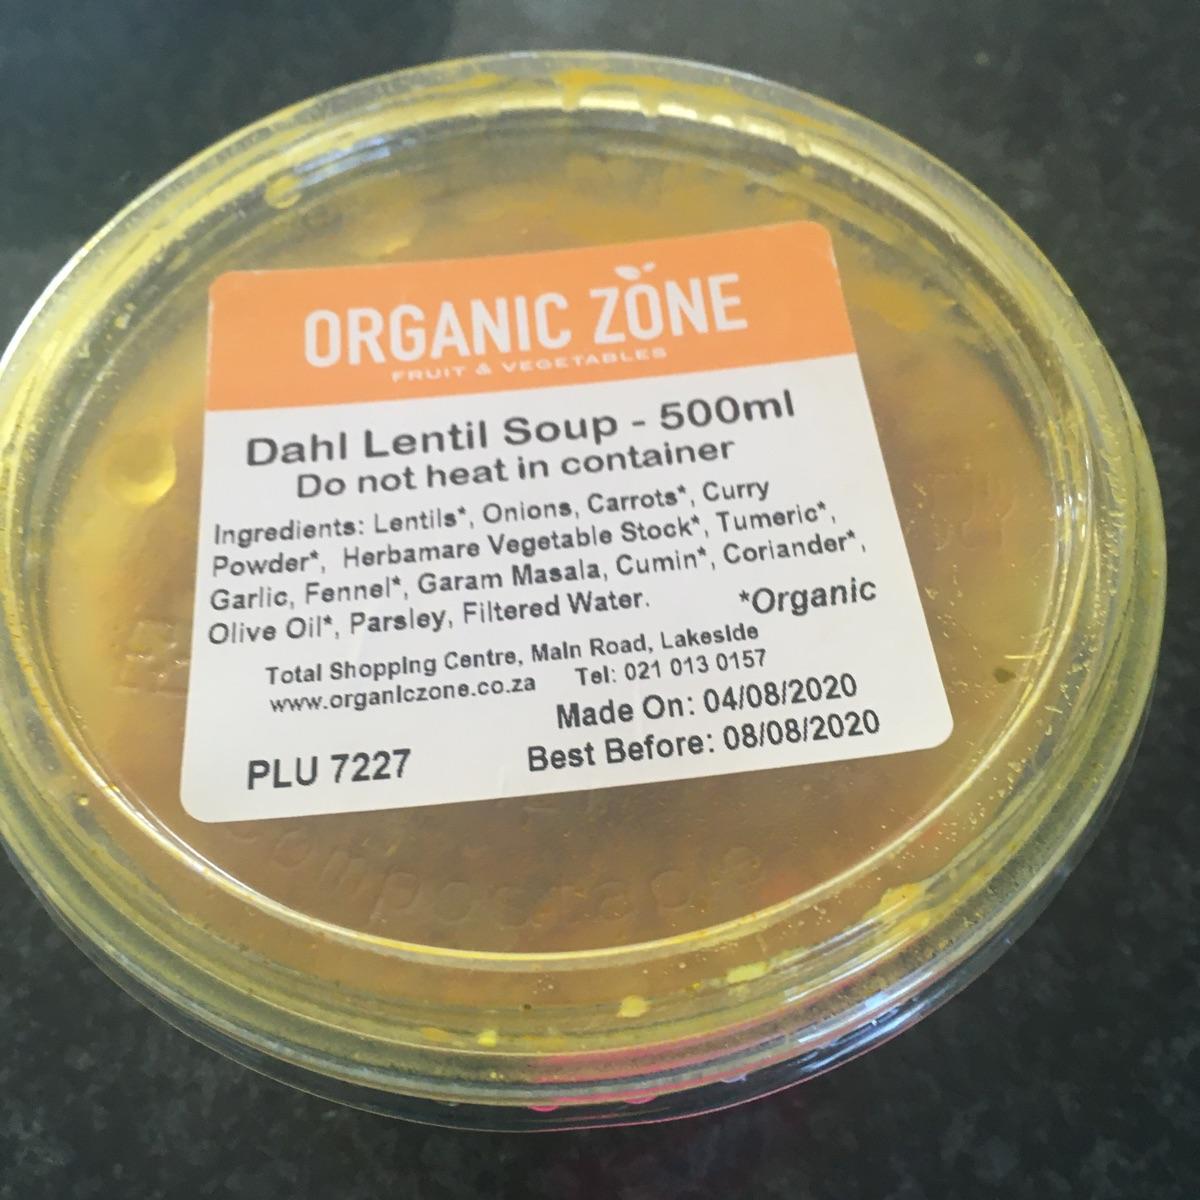 ORGANIC ZONE
FRUIT & VEGETABLES
Dahl Lentil Soup - 500ml
Do not heat in container
Ingredients: Lentils*, Onions, Carrots*, Curry
Powder*, Herbamare Vegetable Stock*, Tumeric*,
Garlic, Fennel*, Garam Masala, Cumin*, Coriander*,
Olive Oil*, Parsley, Filtered Water.
*Organic
Total Shopping Centre, Main Road, Lakeside
www.organiczone.co.za Tel: 021 013 0157
Made On: 04/08/2020
PLU 7227 Best Before: 08/08/2020
compostable